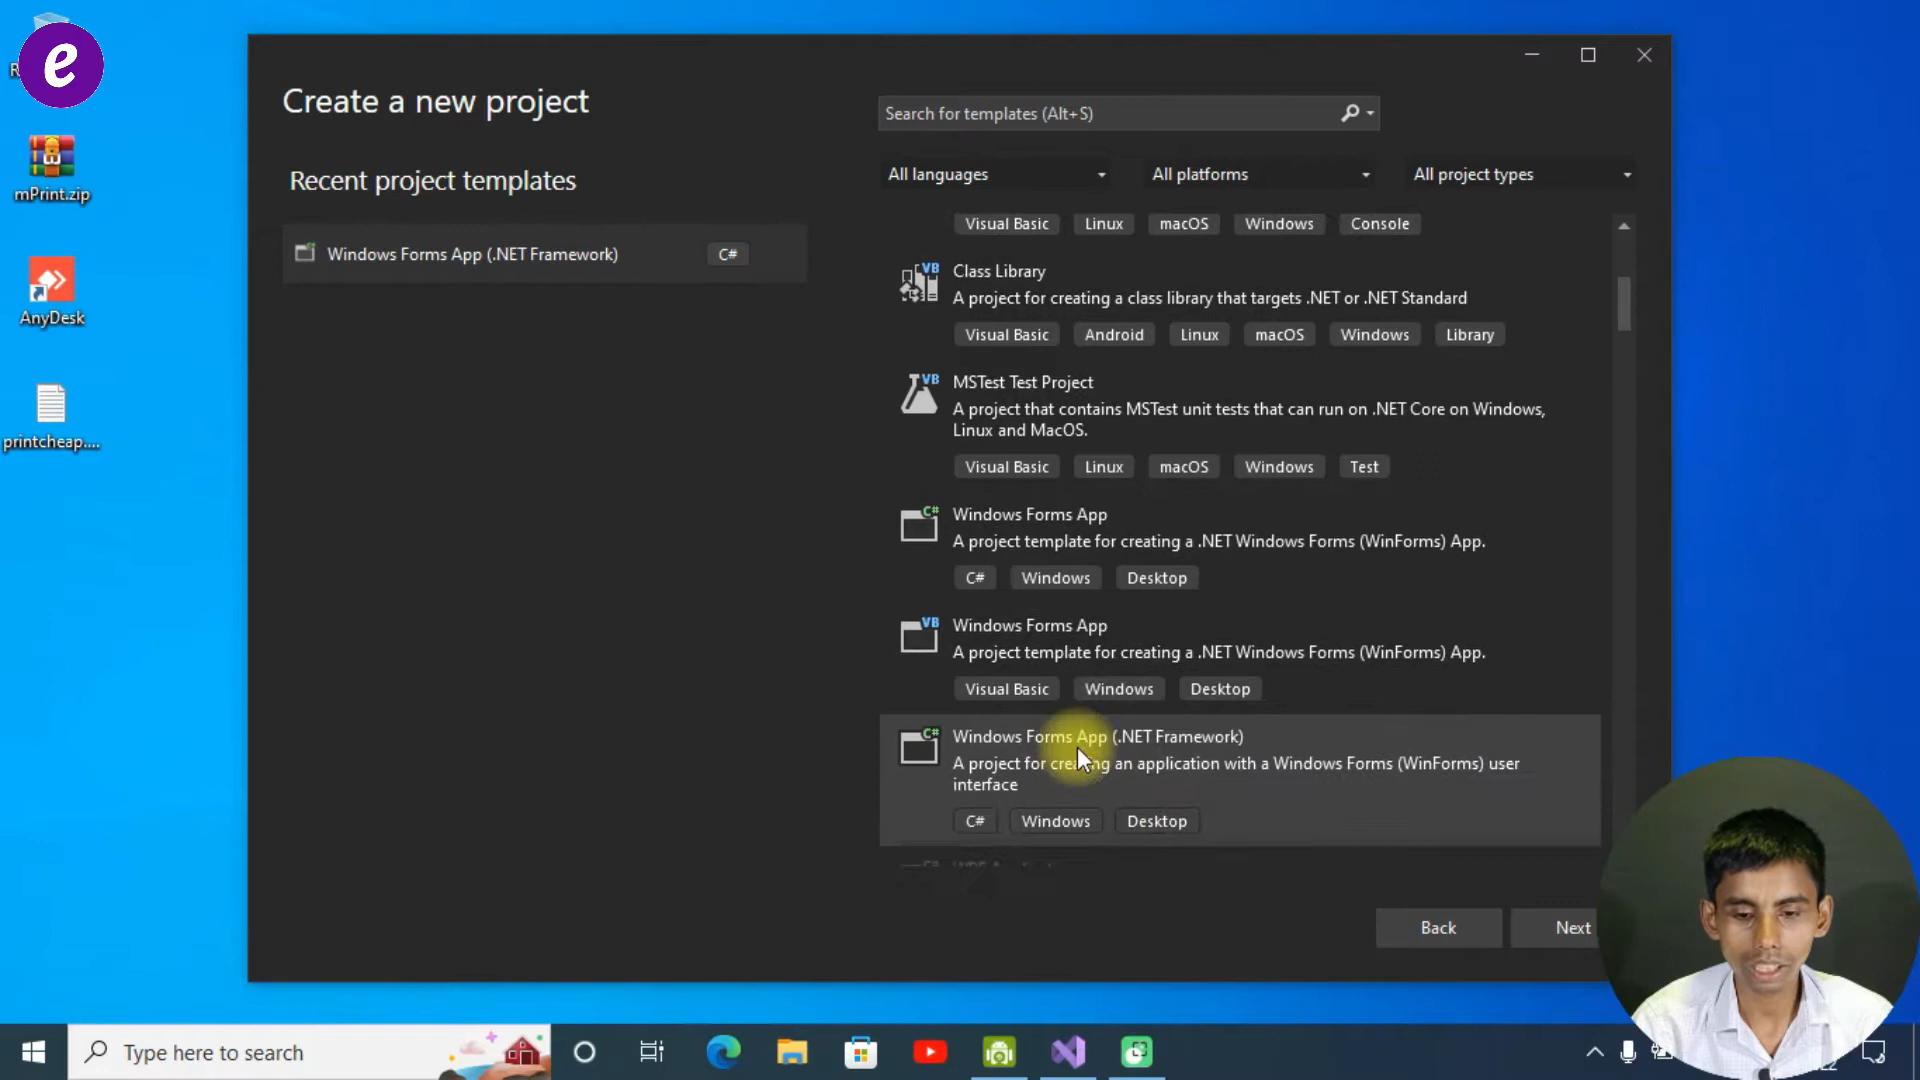 e
mPrint.zip
AnyDesk
printcheap....
Create a new project
Recent project templates
Windows Forms App (.NET Framework)
C#
Search for templates (Alt+S)
All languages
All platforms
All project types
Visual Basic Linux macOS Windows Console
VB
Class Library
A project for creating a class library that targets .NET or .NET Standard
Visual Basic Android Linux macOS Windows Library
VB
MSTest Test Project
A project that contains MSTest unit tests that can run on .NET Core on Windows,
Linux and MacOS.
Visual Basic Linux macOS Windows Test
C#
Windows Forms App
A project template for creating a .NET Windows Forms (WinForms) App.
C# Windows Desktop
VB
Windows Forms App
A project template for creating a .NET Windows Forms (WinForms) App.
Visual Basic Windows Desktop
C#
Windows Forms App (.NET Framework)
A project for creating an application with a Windows Forms (WinForms) user
interface
C# Windows Desktop
Back
Next
Type here to search